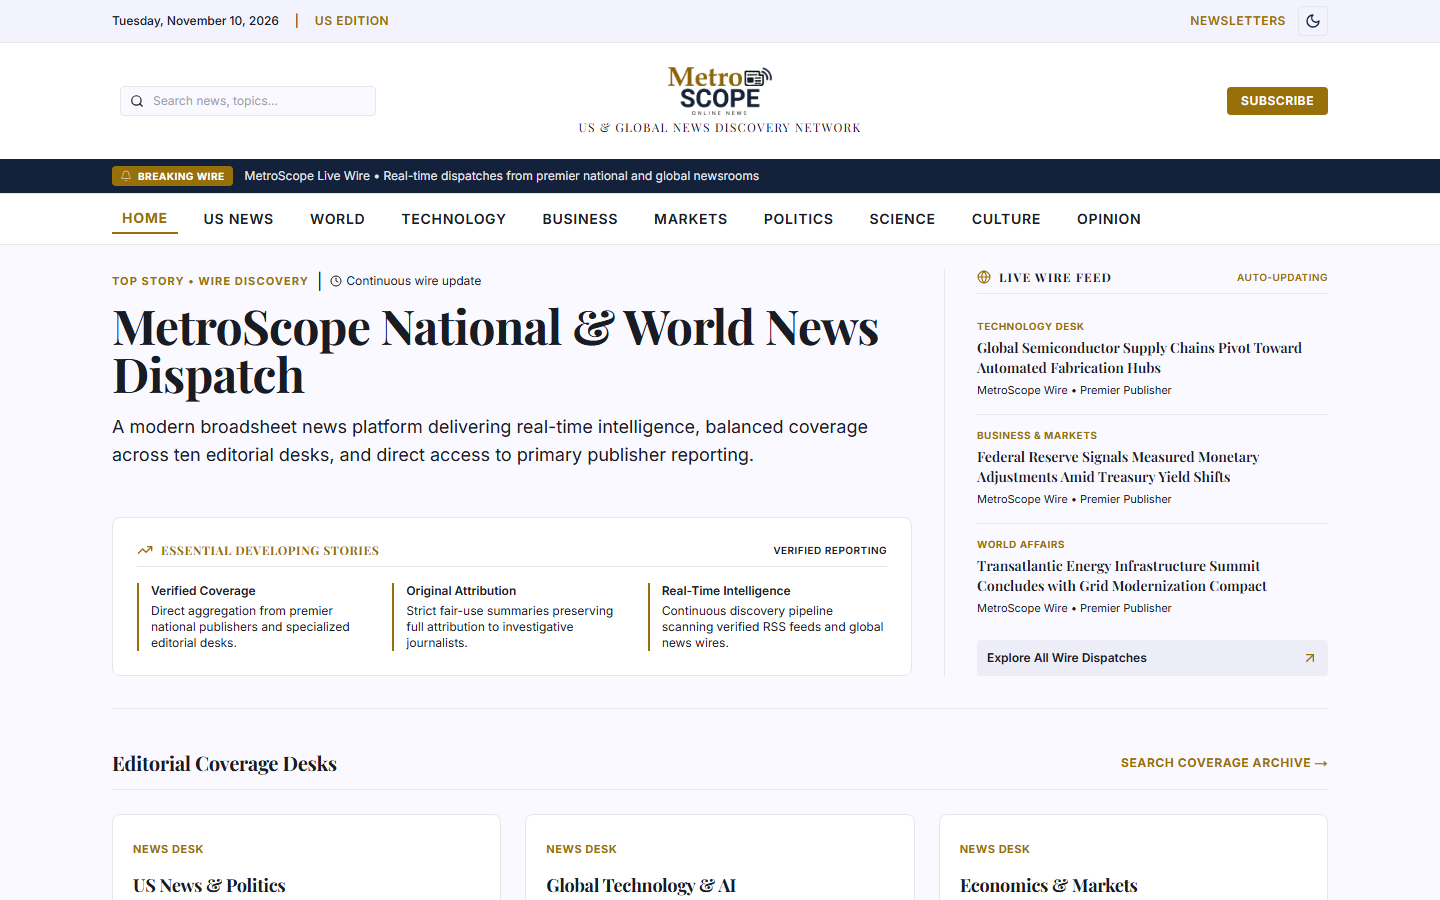 Tuesday, November 10, 2026 | US EDITION
NEWSLETTERS
Search news, topics...
Metro
SCOPE
ONLINE NEWS
US & GLOBAL NEWS DISCOVERY NETWORK
SUBSCRIBE
BREAKING WIRE MetroScope Live Wire • Real-time dispatches from premier national and global newsrooms
HOME US NEWS WORLD TECHNOLOGY BUSINESS MARKETS POLITICS SCIENCE CULTURE OPINION
TOP STORY • WIRE DISCOVERY | Continuous wire update
MetroScope National & World News
Dispatch
A modern broadsheet news platform delivering real-time intelligence, balanced coverage
across ten editorial desks, and direct access to primary publisher reporting.
ESSENTIAL DEVELOPING STORIES
VERIFIED REPORTING
Verified Coverage
Direct aggregation from premier
national publishers and specialized
editorial desks.
Original Attribution
Strict fair-use summaries preserving
full attribution to investigative
journalists.
Real-Time Intelligence
Continuous discovery pipeline
scanning verified RSS feeds and global
news wires.
LIVE WIRE FEED
AUTO-UPDATING
TECHNOLOGY DESK
Global Semiconductor Supply Chains Pivot Toward
Automated Fabrication Hubs
MetroScope Wire • Premier Publisher
BUSINESS & MARKETS
Federal Reserve Signals Measured Monetary
Adjustments Amid Treasury Yield Shifts
MetroScope Wire • Premier Publisher
WORLD AFFAIRS
Transatlantic Energy Infrastructure Summit
Concludes with Grid Modernization Compact
MetroScope Wire • Premier Publisher
Explore All Wire Dispatches
Editorial Coverage Desks
SEARCH COVERAGE ARCHIVE →
NEWS DESK
US News & Politics
NEWS DESK
Global Technology & AI
NEWS DESK
Economics & Markets